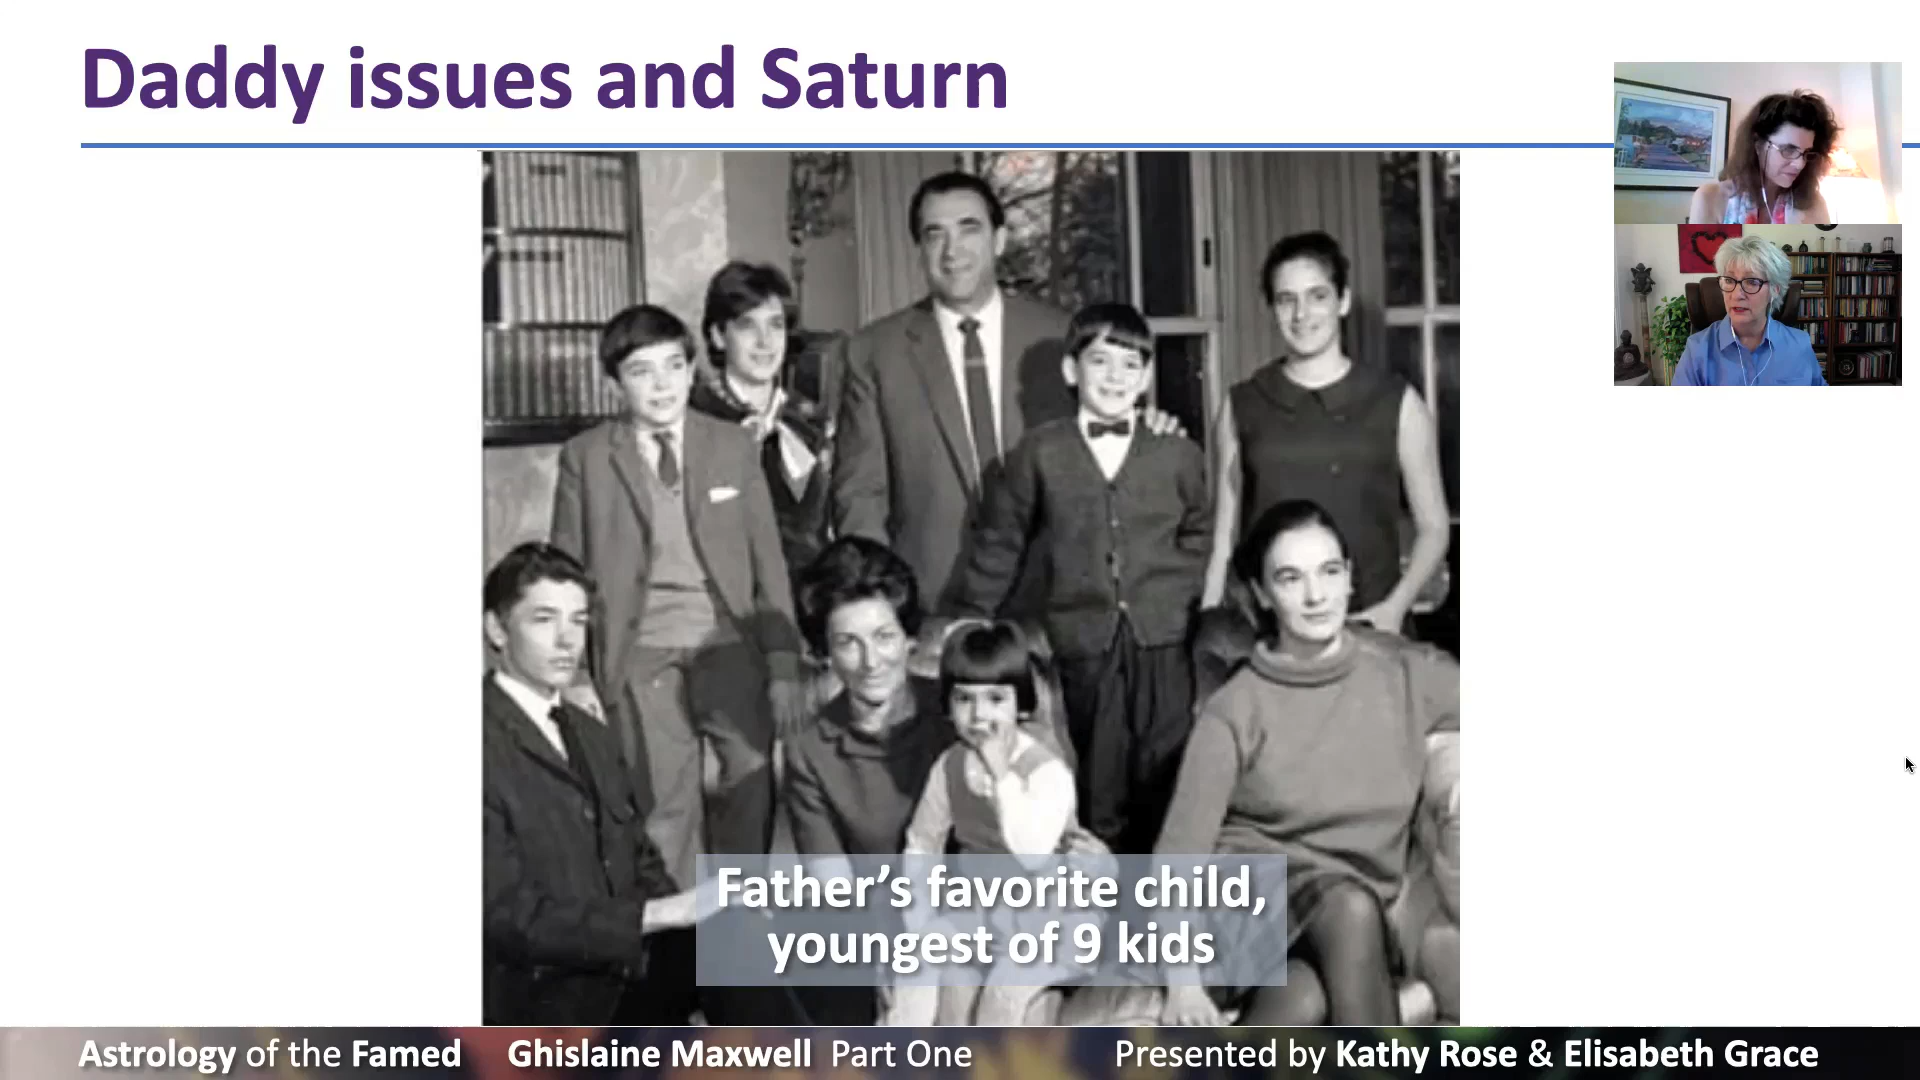 Daddy issues and Saturn
Father's favorite child,
youngest of 9 kids
Astrology of the Famed Ghislaine Maxwell Part One Presented by Kathy Rose & Elisabeth Grace